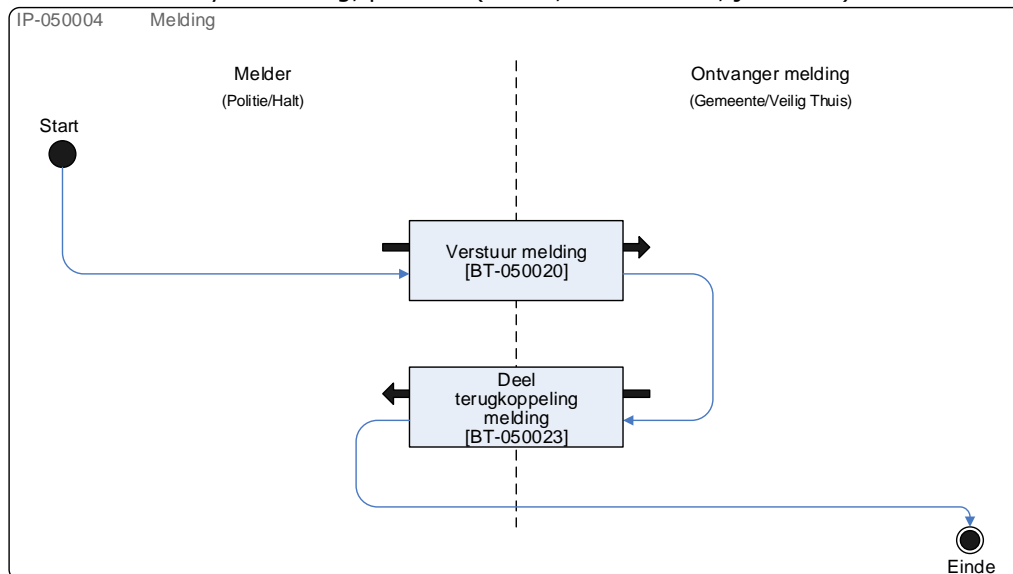 IP-050004 Melding
Melder
(Politie/Halt)
Ontvanger melding
(Gemeente/Veilig Thuis)
Start
Verstuur melding
[BT-050020]
Deel
terugkoppeling
melding
[BT-050023]
Einde